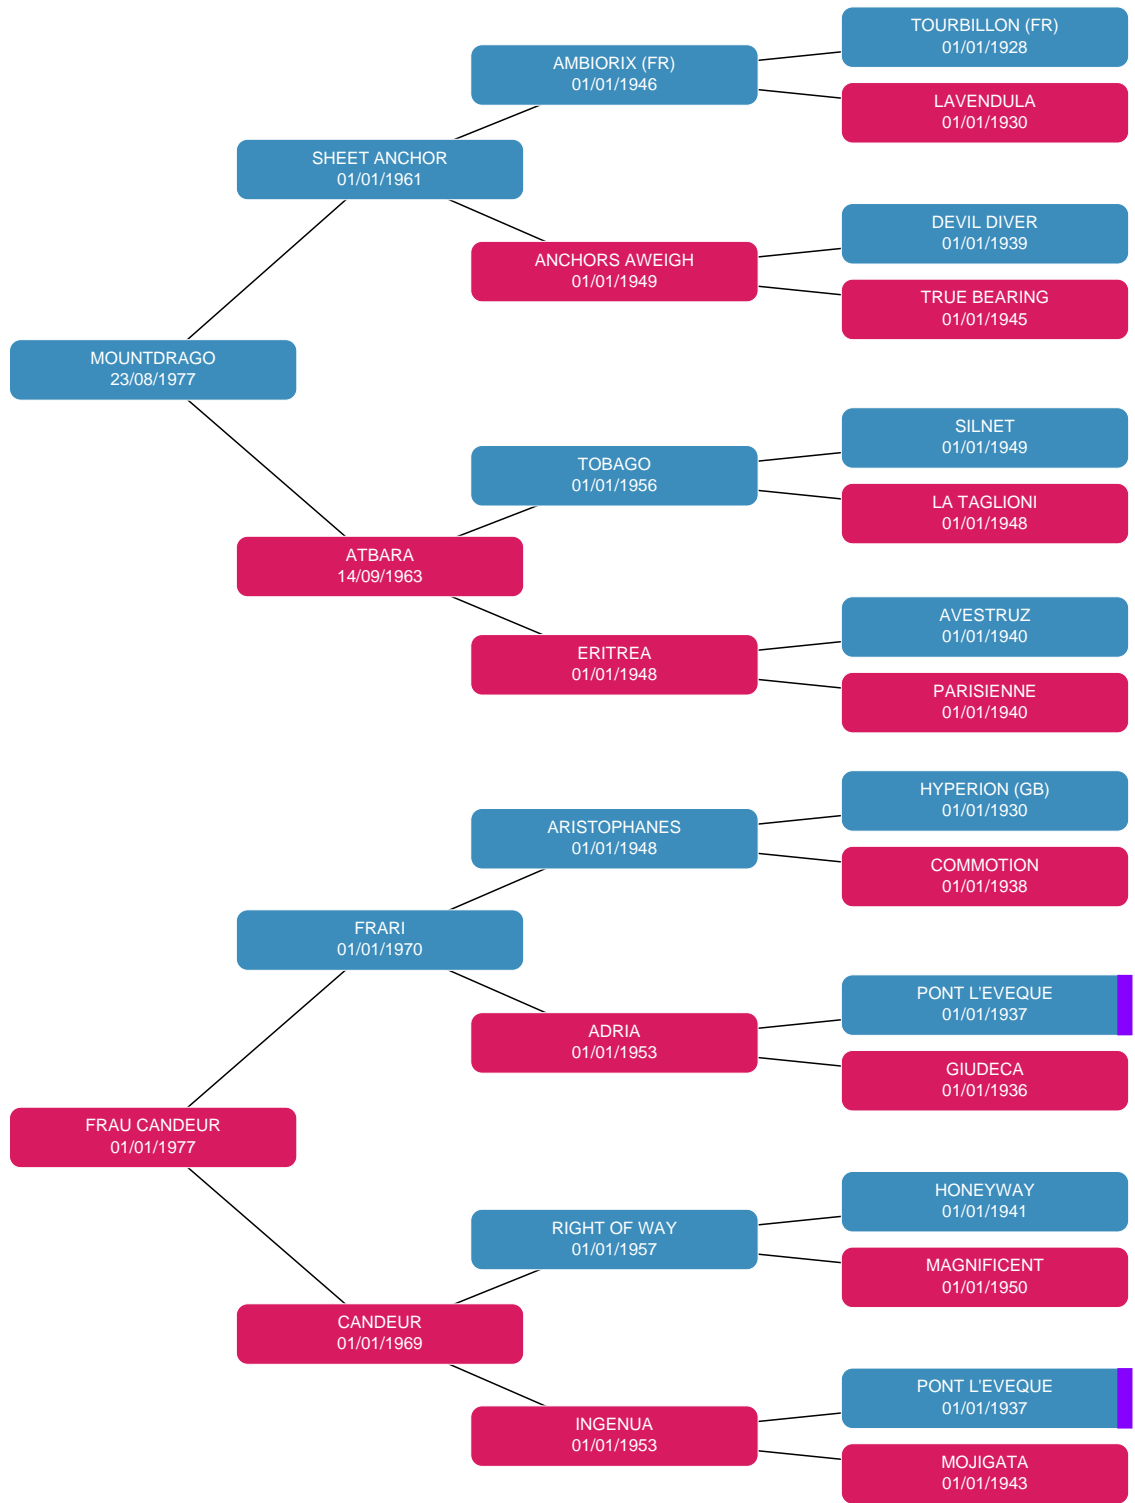 TOURBILLON (FR)
01/01/1928
AMBIORIX (FR)
01/01/1946
LAVENDULA
01/01/1930
SHEET ANCHOR
01/01/1961
DEVIL DIVER
01/01/1939
ANCHORS AWEIGH
01/01/1949
TRUE BEARING
01/01/1945
MOUNTDRAGO
23/08/1977
SILNET
01/01/1949
TOBAGO
01/01/1956
LA TAGLIONI
01/01/1948
ATBARA
14/09/1963
AVESTRUZ
01/01/1940
ERITREA
01/01/1948
PARISIENNE
01/01/1940
HYPERION (GB)
01/01/1930
ARISTOPHANES
01/01/1948
COMMOTION
01/01/1938
FRARI
01/01/1970
PONT L'EVEQUE
01/01/1937
ADRIA
01/01/1953
GIUDECA
01/01/1936
FRAU CANDEUR
01/01/1977
HONEYWAY
01/01/1941
RIGHT OF WAY
01/01/1957
MAGNIFICENT
01/01/1950
CANDEUR
01/01/1969
PONT L'EVEQUE
01/01/1937
INGENUA
01/01/1953
MOJIGATA
01/01/1943